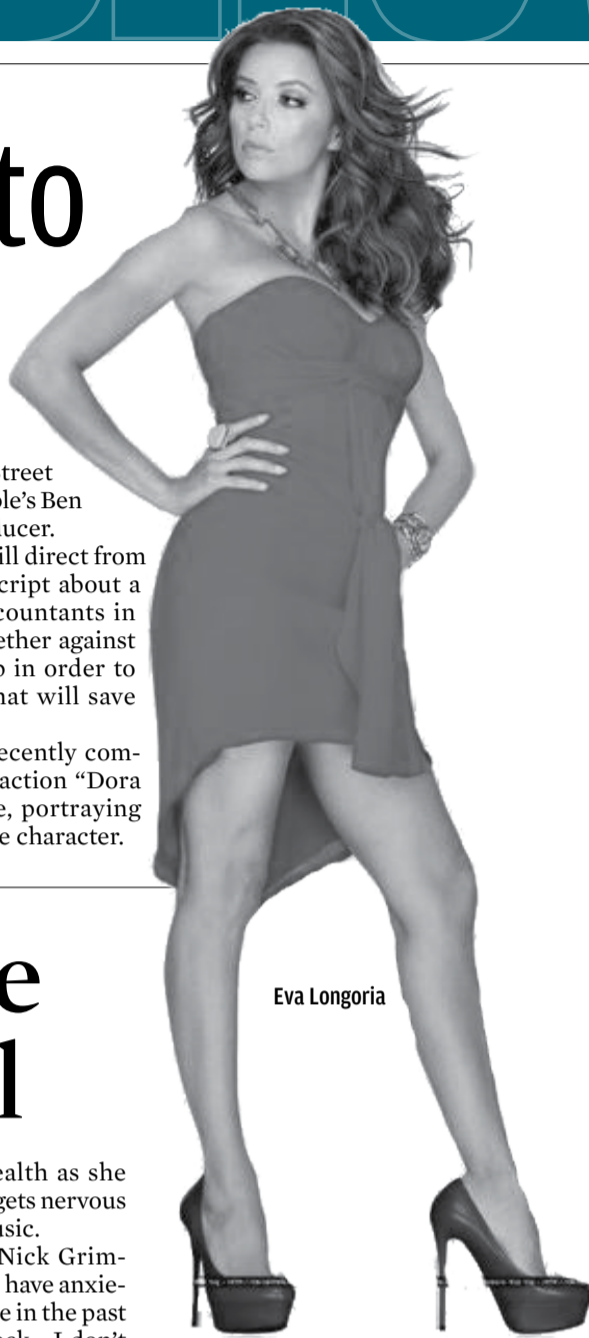 to
treet
ple's Ben
ucer.
ill direct from
cript about a
countants in
ether against
p in order to
hat will save
ecently com-
action “Dora
e, portraying
e character.
Eva Longoria
e
l
ealth as she
gets nervous
usic.
Nick Grim-
have anxie-
e in the past
I don't